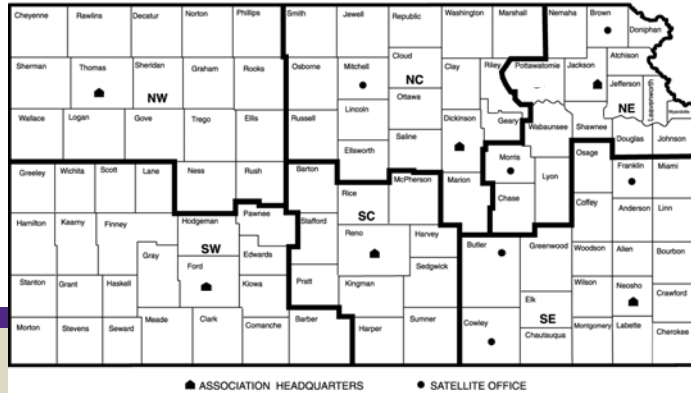 Cheyenne Rawlins Decatur Norton Phillips Smith Jewell Republic Washington Marshall Nemaha Brown Doniphan
Sherman Thomas Sheridan Graham Rooks Osborne Mitchell Cloud Clay Riley Pottawatomie Jackson Atchison
NW NC Ottawa Jefferson Leavenworth NE
Wallace Logan Gove Trego Ellis Russell Lincoln Saline Dickinson Geary Wabaunsee Shawnee Wyandotte
Ellsworth Morris Douglas Johnson
Greeley Wichita Scott Lane Ness Rush Barton Rice McPherson Marion Chase Lyon Osage Franklin Miami
Hamilton Kearny Finney Hodgeman Pawnee Stafford SC Reno Harvey Butler Greenwood Coffey Anderson Linn
SW Gray Ford Edwards Sedgwick Woodson Allen Bourbon
Stanton Grant Haskell Kiowa Pratt Kingman Elk Wilson Neosho Crawford
Morton Stevens Seward Meade Clark Comanche Barber Harper Sumner Cowley SE Chautauqua Montgomery Labette Cherokee
ASSOCIATION HEADQUARTERS SATELLITE OFFICE